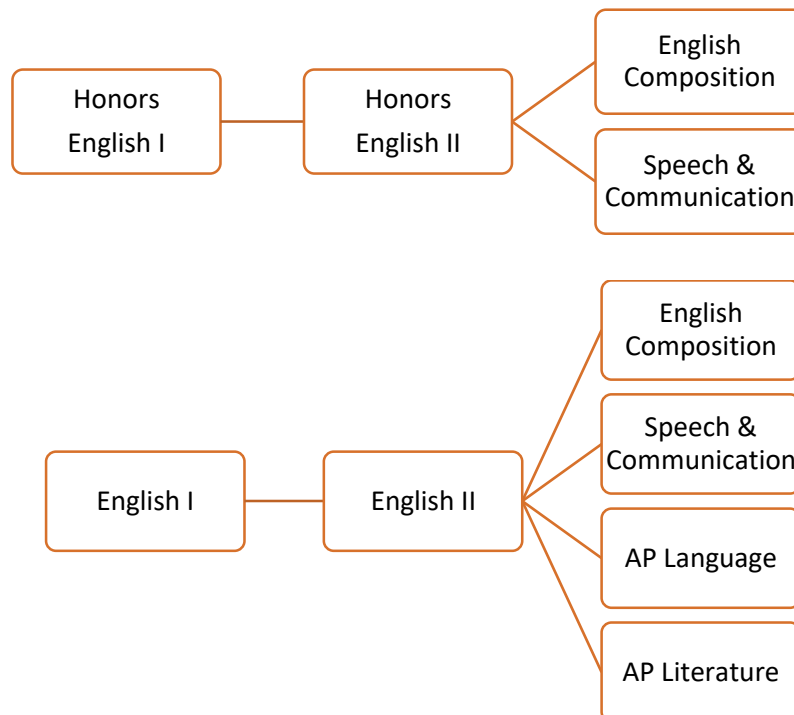 Honors
English I
Honors
English II
English
Composition
Speech &
Communication
English I
English II
English
Composition
Speech &
Communication
AP Language
AP Literature